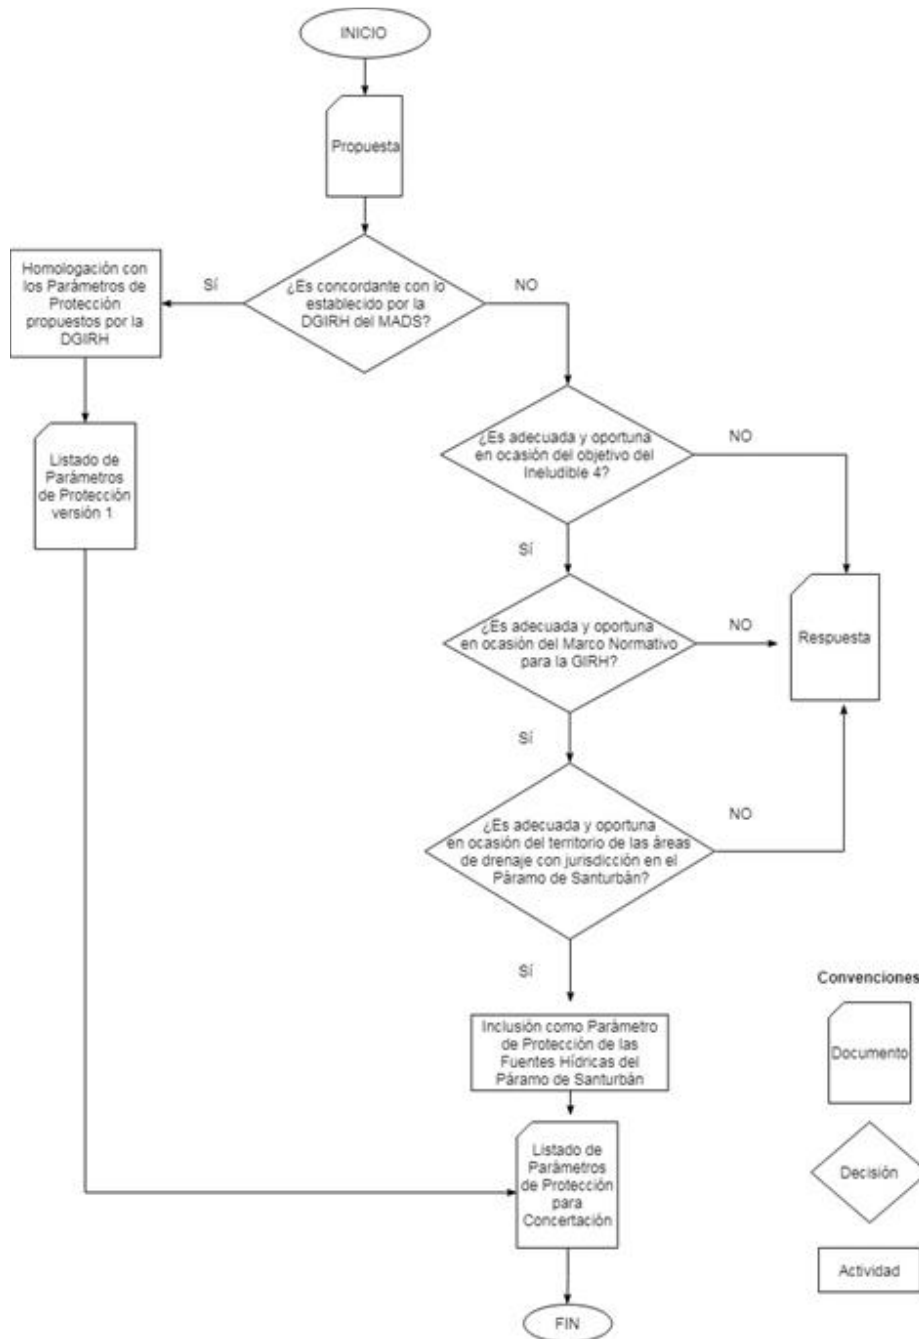 INICIO
Propuesta
¿Es concordante con lo
establecido por la
DGIRH del MADS?
Sí
NO
Homologación con
los Parámetros de
Protección
propuestos por la
DGIRH
Listado de
Parámetros
de Protección
versión 1
¿Es adecuada y oportuna
en ocasión del objetivo del
Ineludible 4?
NO
Sí
¿Es adecuada y oportuna
en ocasión del Marco Normativo
para la GIRH?
NO
Respuesta
Sí
¿Es adecuada y oportuna
en ocasión del territorio de las áreas
de drenaje con jurisdicción en el
Páramo de Santurbán?
NO
Sí
Inclusión como Parámetro
de Protección de las
Fuentes Hídricas del
Páramo de Santurbán
Listado de
Parámetros
de Protección
para
Concertación
FIN
Convenciones
Documento
Decisión
Actividad